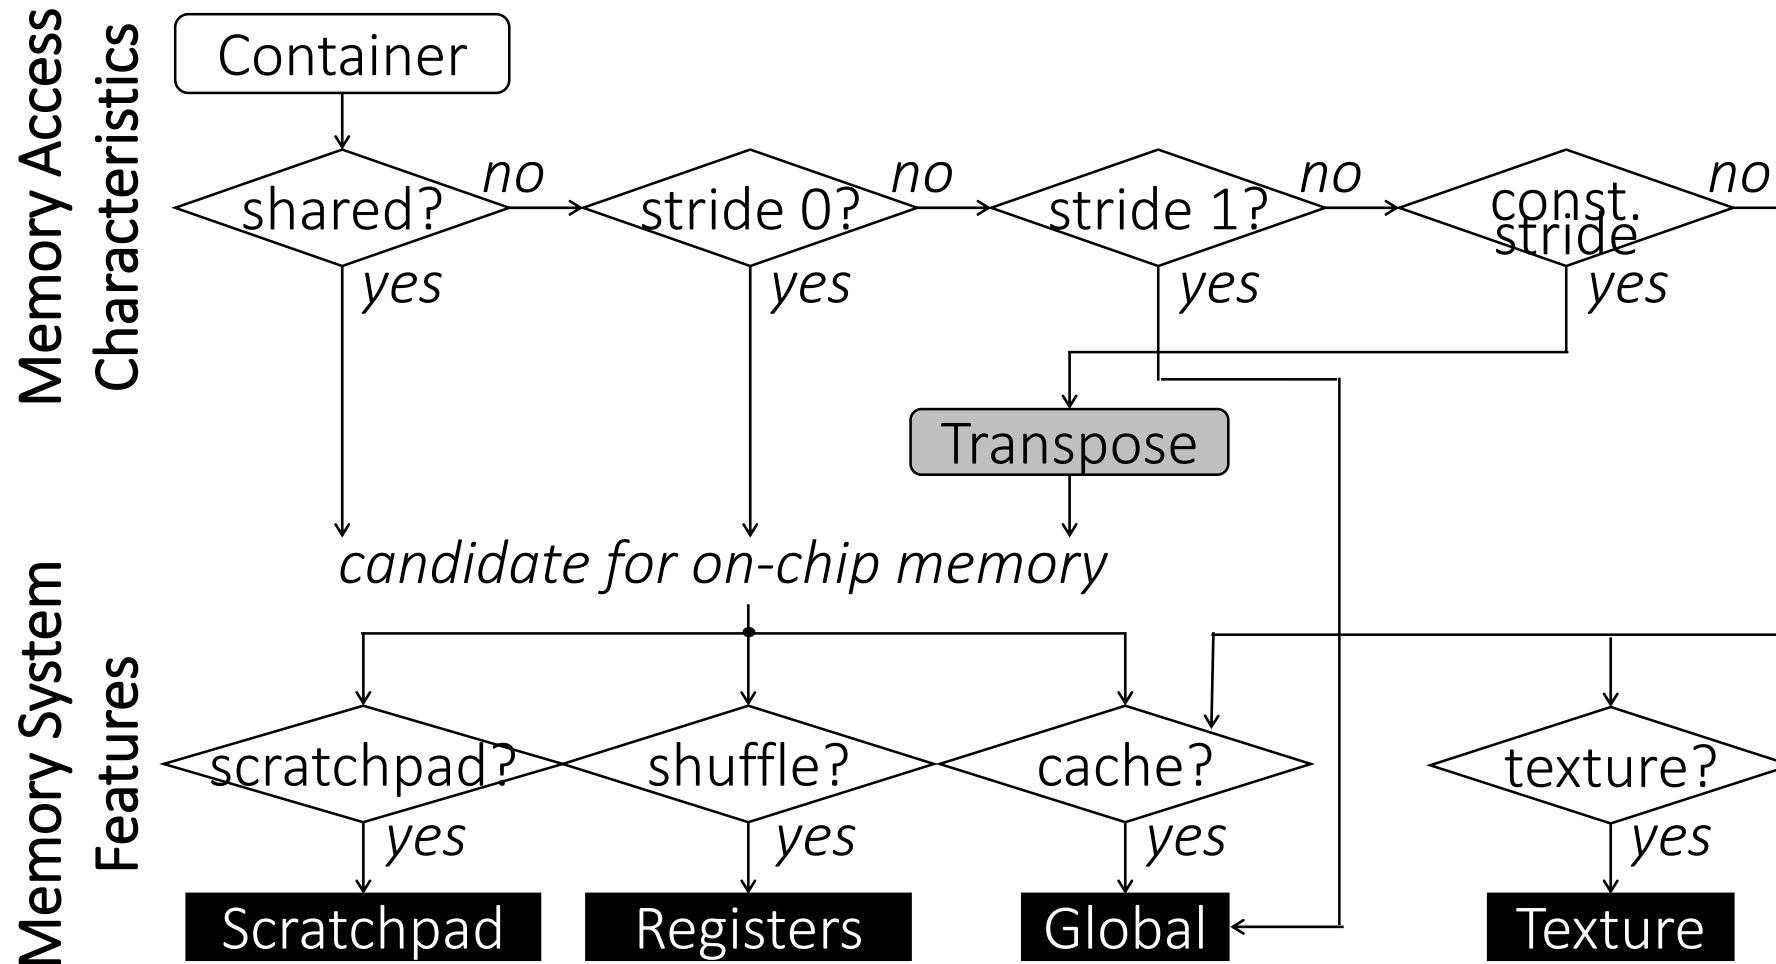 Memory Access
Characteristics
Container
shared?
no
stride 0?
no
stride 1?
no
const.
stride
no
yes
yes
yes
yes
Transpose
candidate for on-chip memory
Memory System
Features
scratchpad?
shuffle?
cache?
texture?
yes
yes
yes
yes
Scratchpad
Registers
Global
Texture